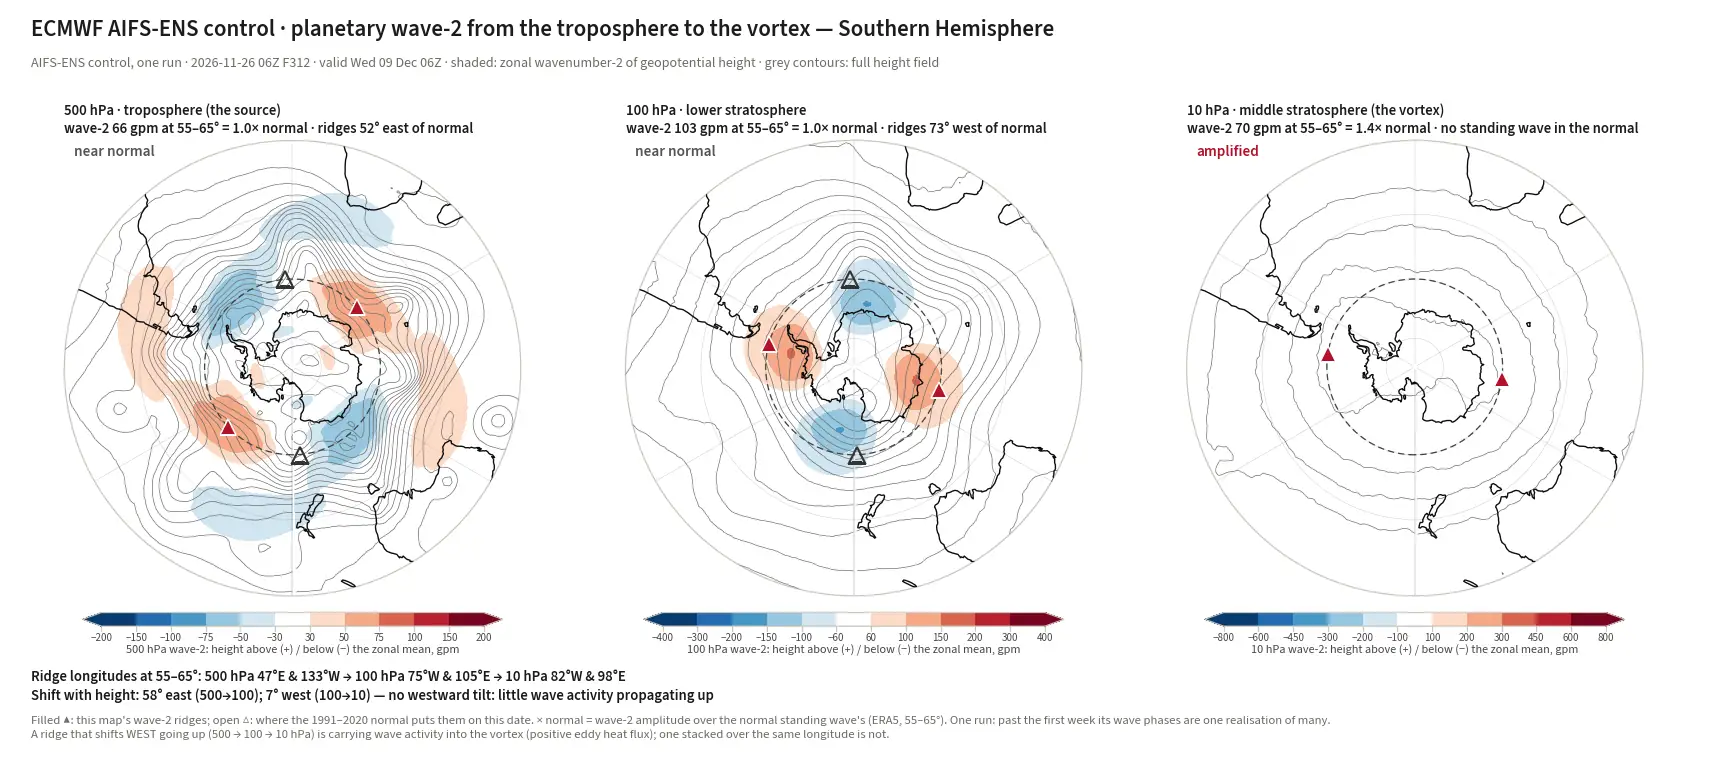 ECMWF AIFS-ENS control · planetary wave-2 from the troposphere to the vortex — Southern Hemisphere
AIFS-ENS control, one run · 2026-11-26 06Z F312 · valid Wed 09 Dec 06Z · shaded: zonal wavenumber-2 of geopotential height · grey contours: full height field
500 hPa · troposphere (the source)
wave-2 66 gpm at 55–65° = 1.0× normal · ridges 52° east of normal
near normal
100 hPa · lower stratosphere
wave-2 103 gpm at 55–65° = 1.0× normal · ridges 73° west of normal
near normal
10 hPa · middle stratosphere (the vortex)
wave-2 70 gpm at 55–65° = 1.4× normal · no standing wave in the normal
amplified
−200 −150 −100 −75 −50 −30 30 50 75 100 150 200
500 hPa wave-2: height above (+) / below (−) the zonal mean, gpm
−400 −300 −200 −150 −100 −60 60 100 150 200 300 400
100 hPa wave-2: height above (+) / below (−) the zonal mean, gpm
−800 −600 −450 −300 −200 −100 100 200 300 450 600 800
10 hPa wave-2: height above (+) / below (−) the zonal mean, gpm
Ridge longitudes at 55–65°: 500 hPa 47°E & 133°W → 100 hPa 75°W & 105°E → 10 hPa 82°W & 98°E
Shift with height: 58° east (500→100); 7° west (100→10) — no westward tilt: little wave activity propagating up
Filled ▲: this map's wave-2 ridges; open △: where the 1991–2020 normal puts them on this date. × normal = wave-2 amplitude over the normal standing wave's (ERA5, 55–65°). One run: past the first week its wave phases are one realisation of many.
A ridge that shifts WEST going up (500 → 100 → 10 hPa) is carrying wave activity into the vortex (positive eddy heat flux); one stacked over the same longitude is not.